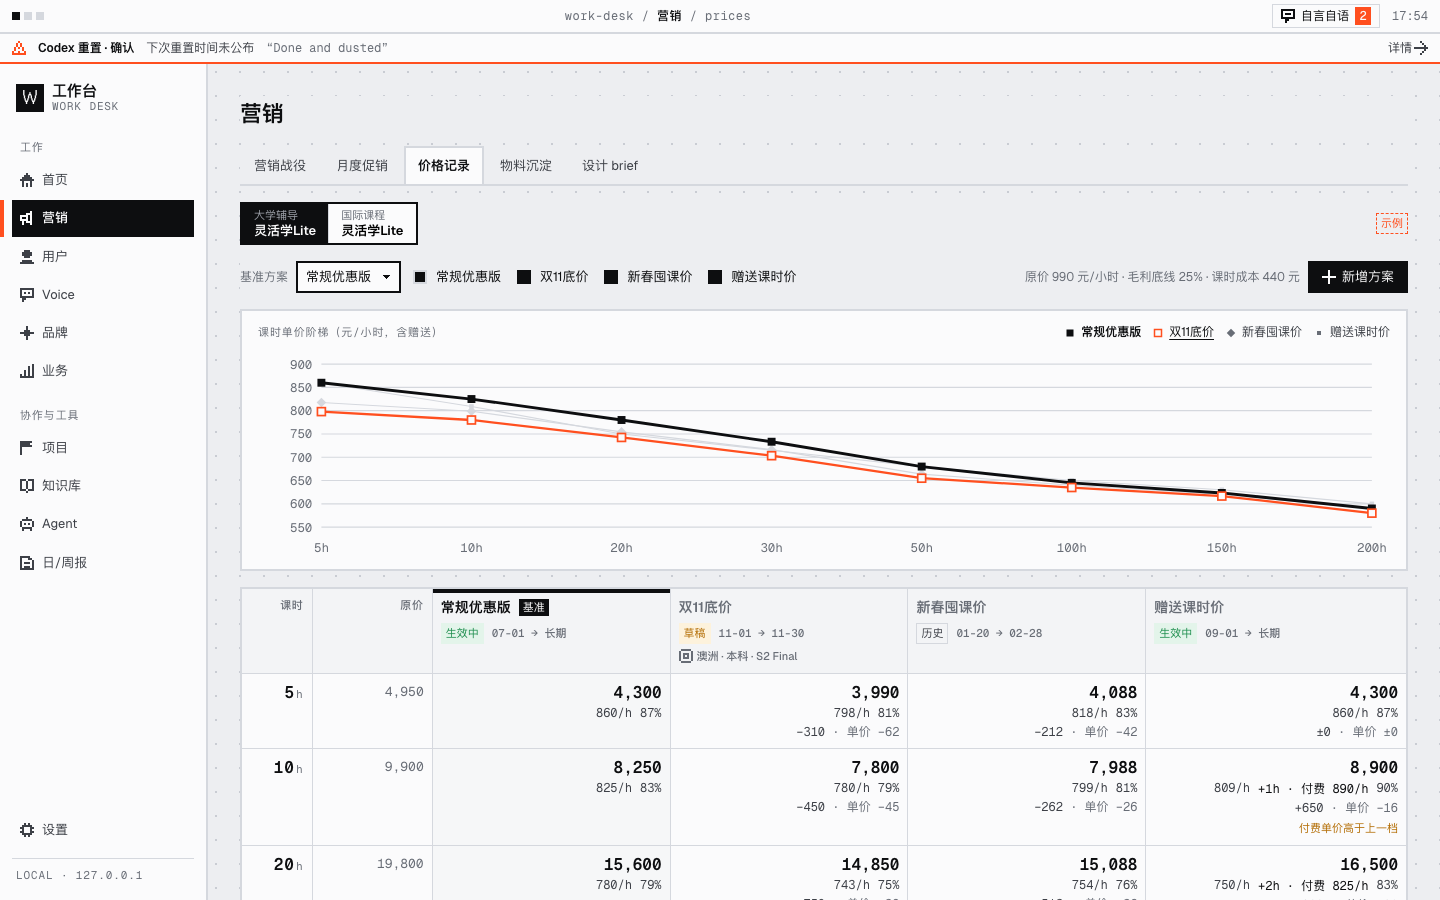 work-desk / 营销 / prices
自言自语 2
17:54
Codex 重置·确认 下次重置时间未公布 “Done and dusted”
详情
W
工作台
WORK DESK
工作
首页
营销
用户
Voice
品牌
业务
协作与工具
项目
知识库
Agent
日/周报
设置
LOCAL · 127.0.0.1
营销
营销战役 月度促销 价格记录 物料沉淀 设计 brief
大学辅导 国际课程
灵活学Lite 灵活学Lite
示例
基准方案 常规优惠版 常规优惠版 双11底价 新春囤课价 赠送课时价
原价 990 元/小时 · 毛利底线 25% · 课时成本 440 元
新增方案
课时单价阶梯（元/小时，含赠送）
常规优惠版 双11底价 新春囤课价 赠送课时价
900
850
800
750
700
650
600
550
5h 10h 20h 30h 50h 100h 150h 200h
课时 原价 常规优惠版 基准 双11底价 新春囤课价 赠送课时价
生效中 07-01 → 长期 草稿 11-01 → 11-30 历史 01-20 → 02-28 生效中 09-01 → 长期
澳洲·本科·S2 Final
5h 4,950 4,300 3,990 4,088 4,300
860/h 87% 798/h 81% 818/h 83% 860/h 87%
−310 · 单价 −62 −212 · 单价 −42 ±0 · 单价 ±0
10h 9,900 8,250 7,800 7,988 8,900
825/h 83% 780/h 79% 799/h 81% 809/h +1h · 付费 890/h 90%
−450 · 单价 −45 −262 · 单价 −26 +650 · 单价 −16
付费单价高于上一档
20h 19,800 15,600 14,850 15,088 16,500
780/h 79% 743/h 75% 754/h 76% 750/h +2h · 付费 825/h 83%